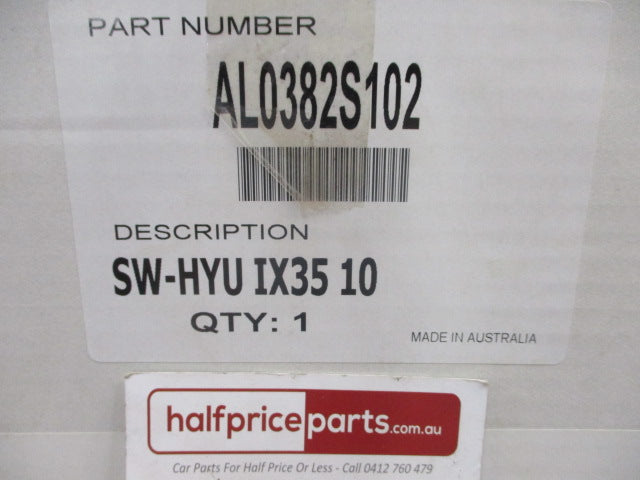 PART NUMBER
AL0382S102
DESCRIPTION
SW-HYU IX35 10
QTY: 1
MADE IN AUSTRALIA
halfpriceparts.com.au
Car Parts For Half Price Or Less - Call 0412 760 479